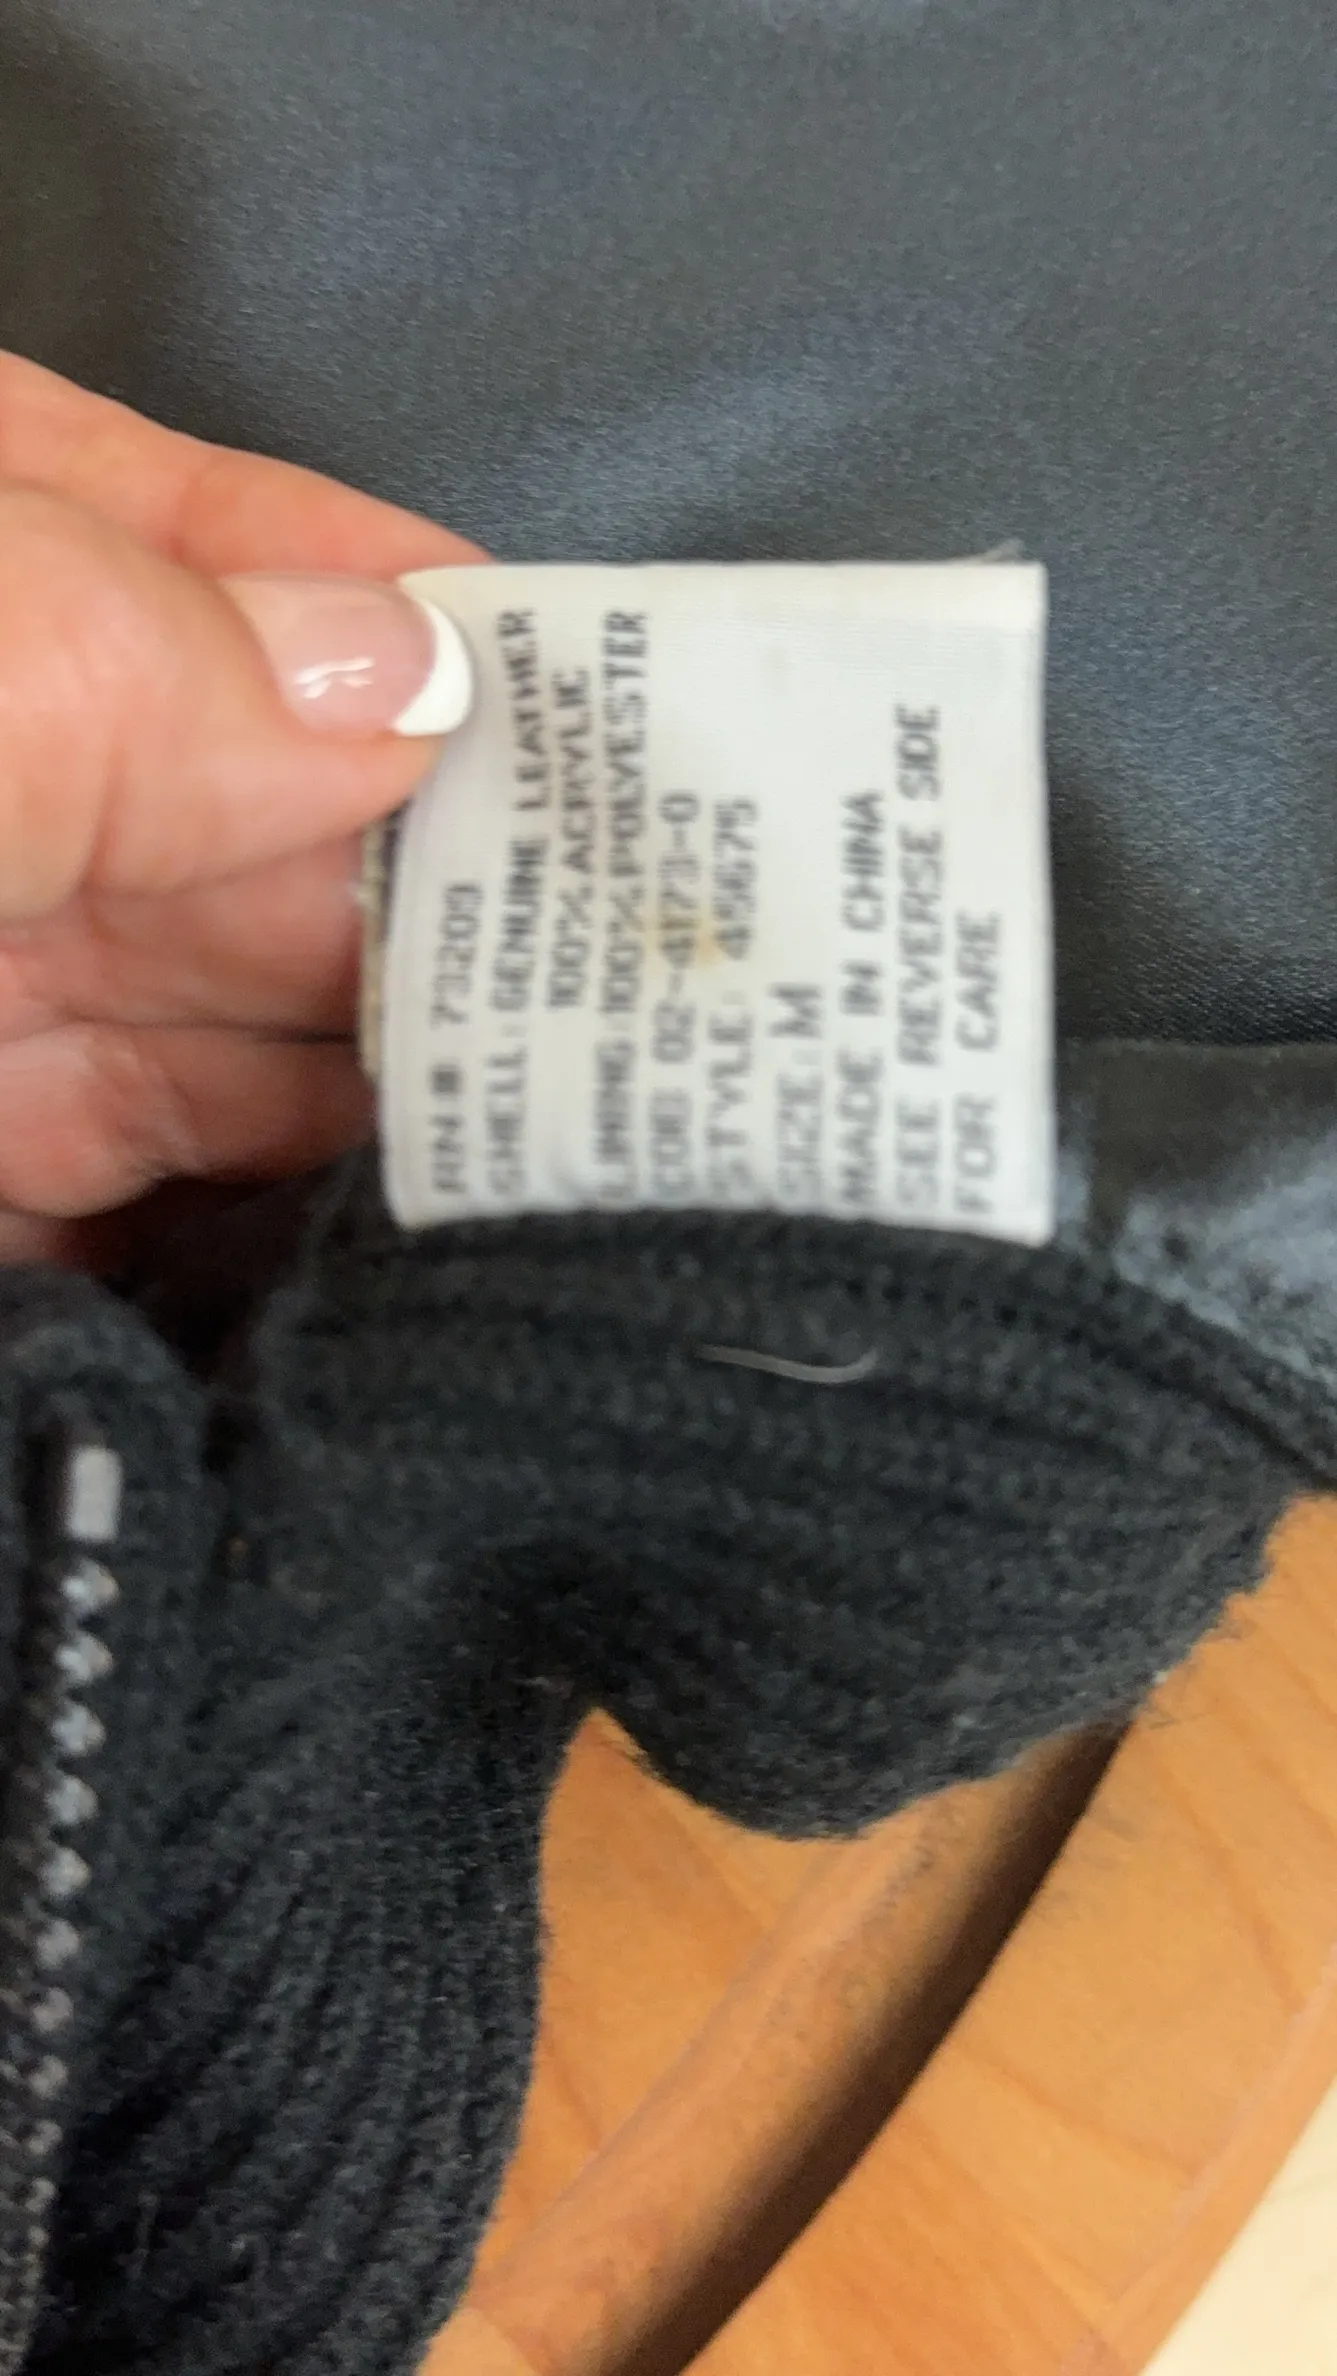 RN# 73209
SHELL: GENUINE LEATHER
100% ACRYLIC
LINING:100%POLYESTER
COB 02-4173-0
STYLE: 45675
SIZE: M
MADE IN CHINA
SEE REVERSE SIDE
FOR CARE